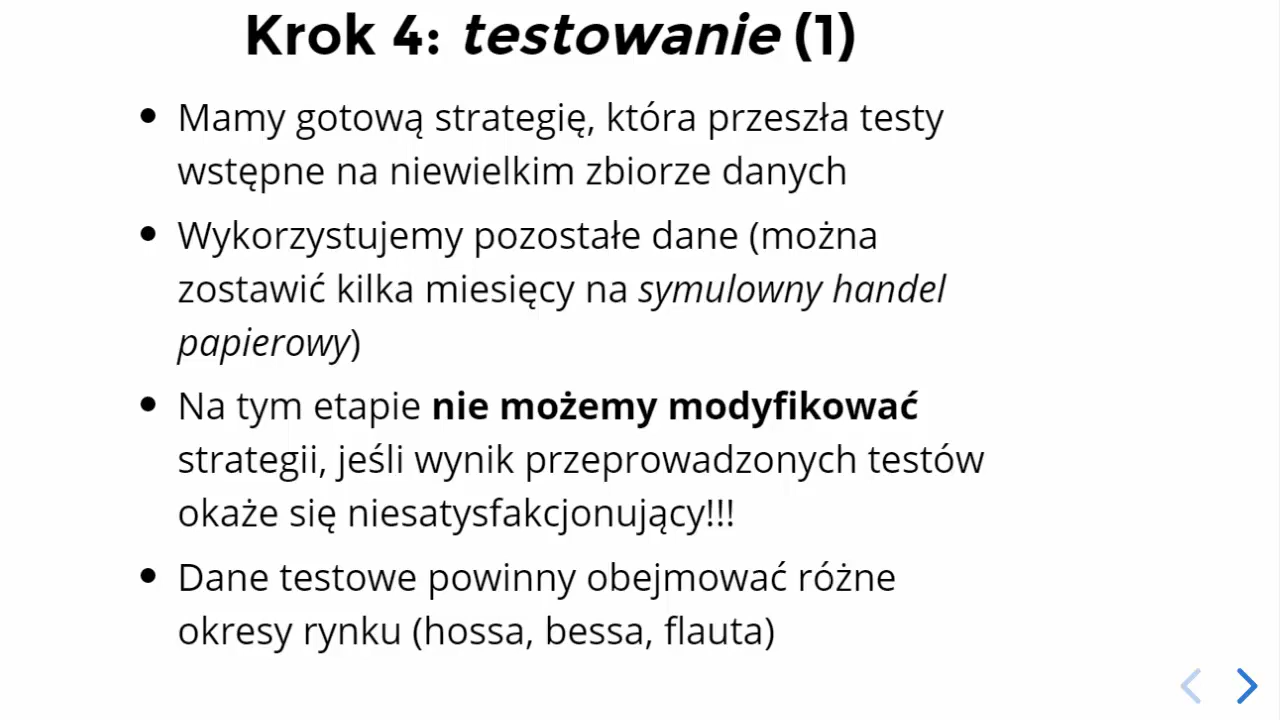 Krok 4: testowanie (1)
• Mamy gotową strategię, która przeszła testy
wstępne na niewielkim zbiorze danych
• Wykorzystujemy pozostałe dane (można
zostawić kilka miesięcy na symulowny handel
papierowy)
• Na tym etapie nie możemy modyfikować
strategii, jeśli wynik przeprowadzonych testów
okaże się niesatysfakcjonujący!!!
• Dane testowe powinny obejmować różne
okresy rynku (hossa, bessa, flauta)